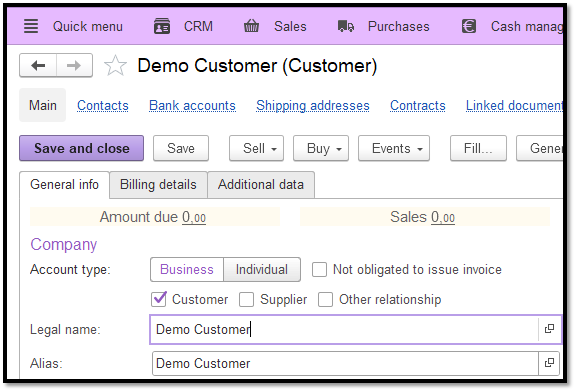 Quick menu CRM Sales Purchases Cash manag
Demo Customer (Customer)
Main Contacts Bank accounts Shipping addresses Contracts Linked document
Save and close Save Sell Buy Events Fill... Gener
General info Billing details Additional data
Amount due 0,00 Sales 0,00
Company
Account type: Business Individual Not obligated to issue invoice
Customer Supplier Other relationship
Legal name: Demo Customer
Alias: Demo Customer